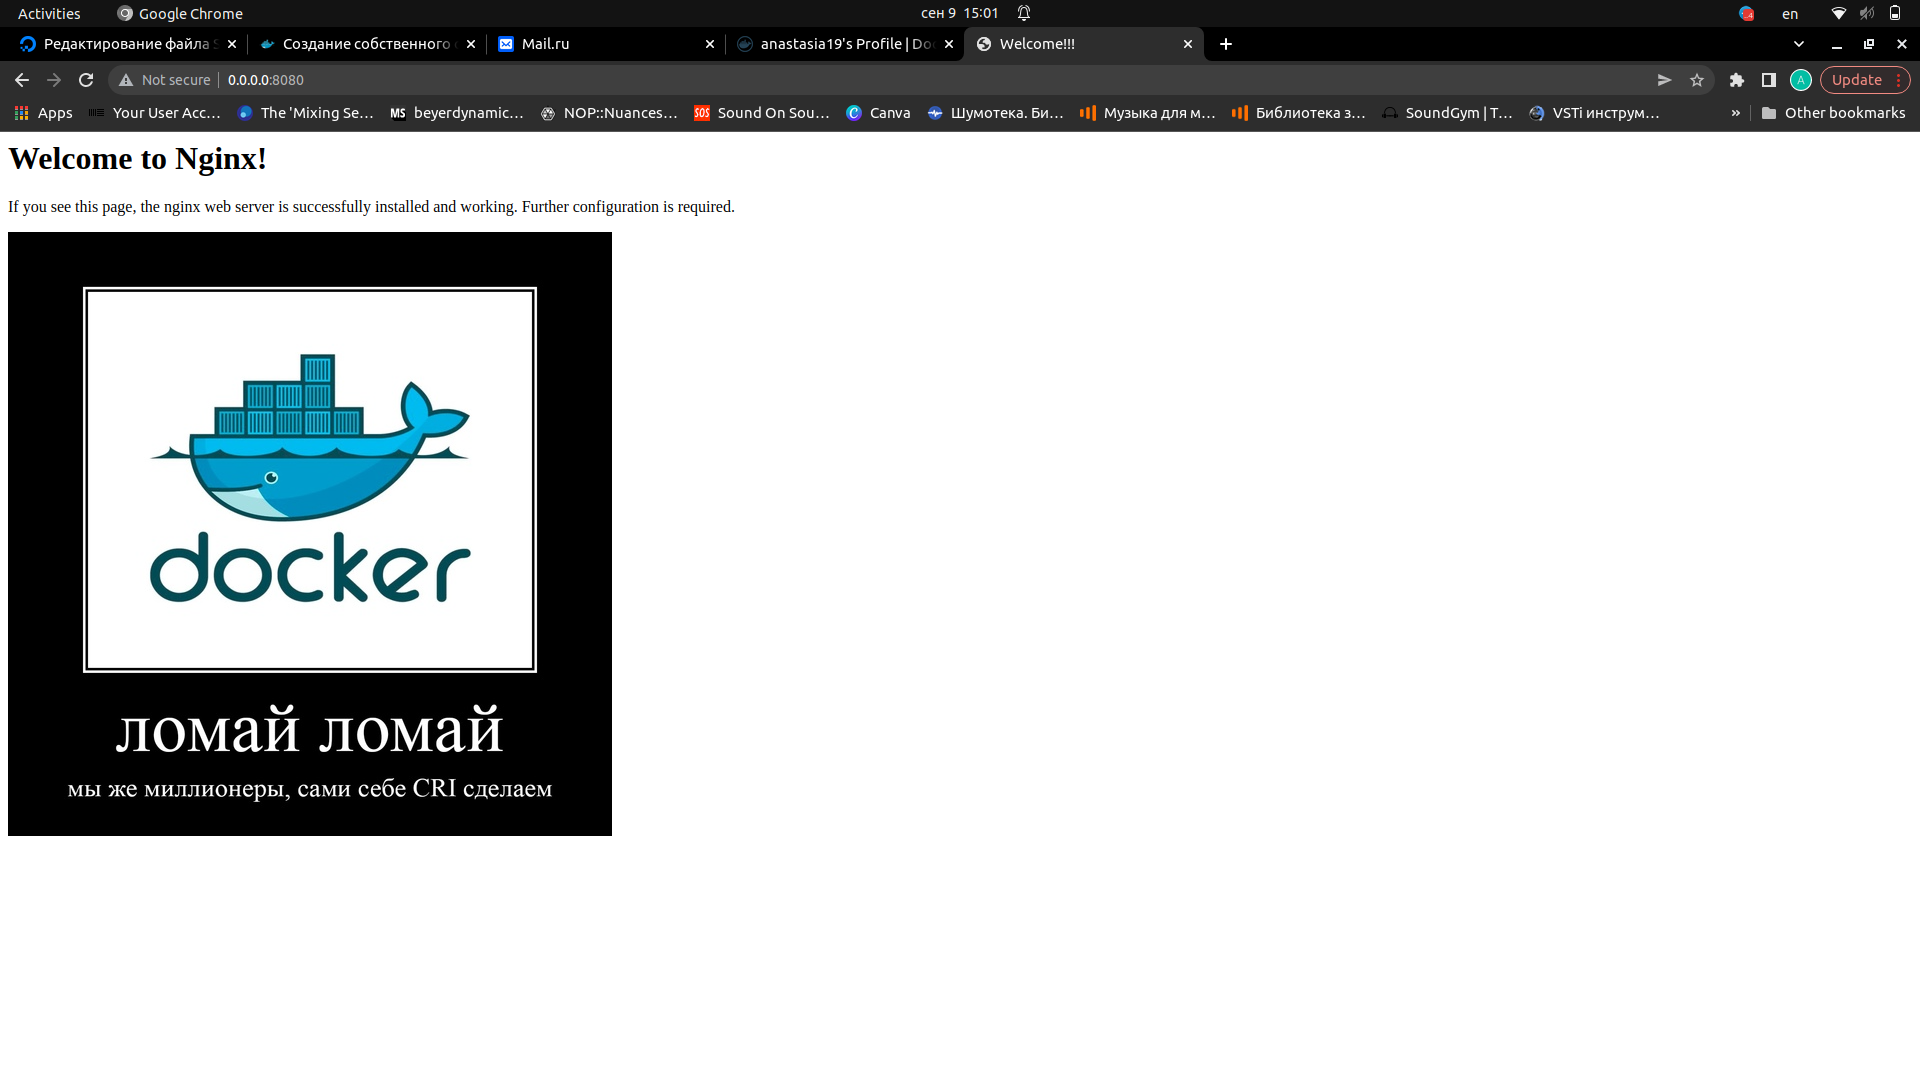 Activities Google Chrome сен 9 15:01 en
Редактирование файла Создание собственного Mail.ru anastasia19's Profile | Do Welcome!!!
Not secure 0.0.0.0:8080 A Update
Apps Your User Acc... The 'Mixing Se... MS beyerdynamic... NOP::Nuances... SOS Sound On Sou... C Canva Шумотека. Би... Музыка для м... Библиотека з... SoundGym | T... VSTi инструм... » Other bookmarks
Welcome to Nginx!
If you see this page, the nginx web server is successfully installed and working. Further configuration is required.
docker
ломай ломай
мы же миллионеры, сами себе CRI сделаем